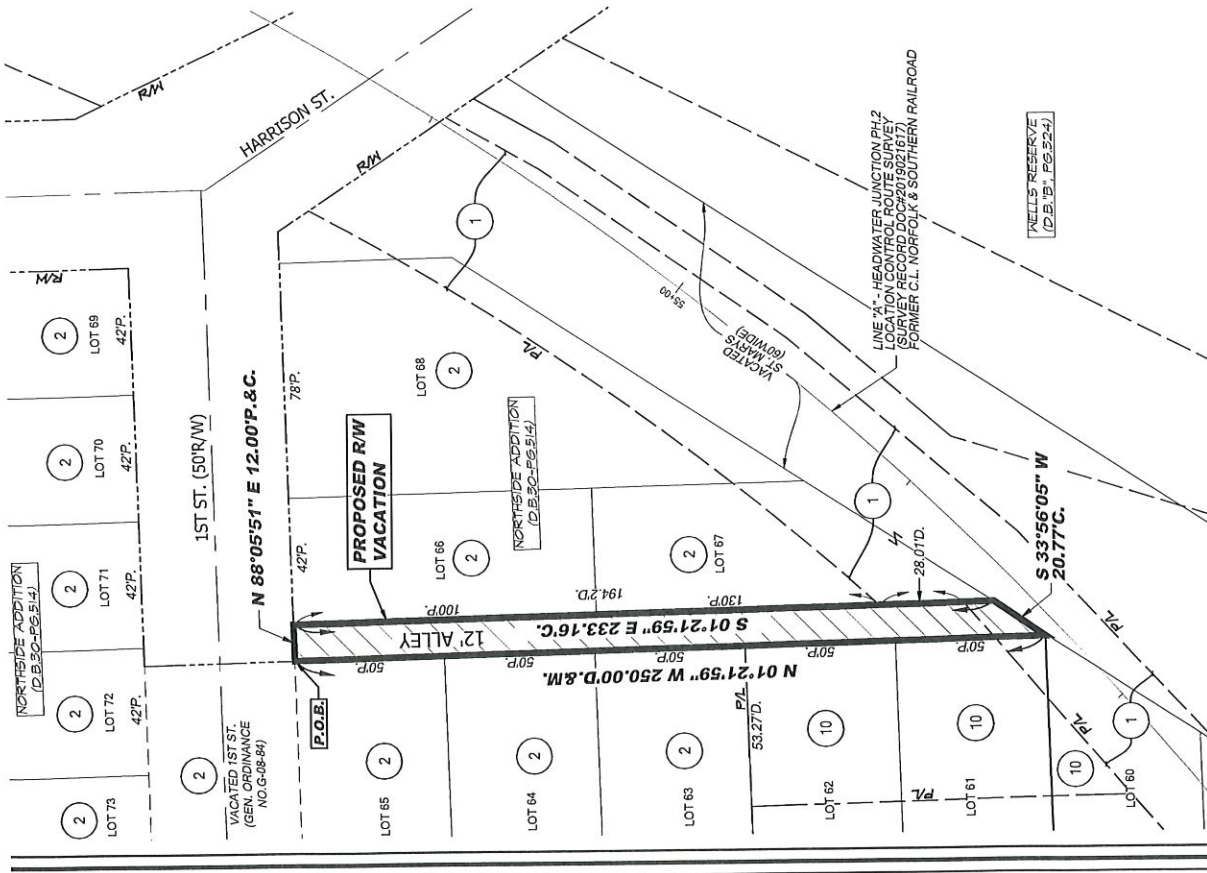 R/W
HARRISON ST.
R/W
R/W
LOT 69
2
42'P.
LOT 70
2
42'P.
LOT 71
2
42'P.
NORTHSIDE ADDITION
(D.B.30-PG.514)
LOT 72
2
42'P.
LOT 73
2
1ST ST. (50'R/W)
2
VACATED 1ST ST.
(GEN. ORDINANCE
NO.G-08-84)
N 88°05'51" E 12.00'P.&C.
P.O.B.
42'P.
78'P.
PROPOSED R/W
VACATION
LOT 68
2
NORTHSIDE ADDITION
(D.B.30-PG.514)
LOT 66
2
LOT 67
2
100'P.
194.2'D.
130'P.
12' ALLEY
S 01°21'59" E 233.16'C.
50'P.
50'P.
50'P.
50'P.
50'P.
N 01°21'59" W 250.00'D.&M.
2
LOT 65
2
LOT 64
2
LOT 63
P/L
53.27'D.
10
LOT 62
10
LOT 61
P/L
10
LOT 60
P/L
1
P/L
1
P/L
VACATED
ST. MARYS
(60'WIDE)
55+00
1
28.01'D.
S 33°56'05" W
20.77'C.
LINE "A" - HEADWATER JUNCTION PH.2
LOCATION CONTROL ROUTE SURVEY
(SURVEY RECORD DOC#2019021617)
FORMER C.L. NORFOLK & SOUTHERN RAILROAD
WELLS RESERVE
(D.B. "B", PG.324)